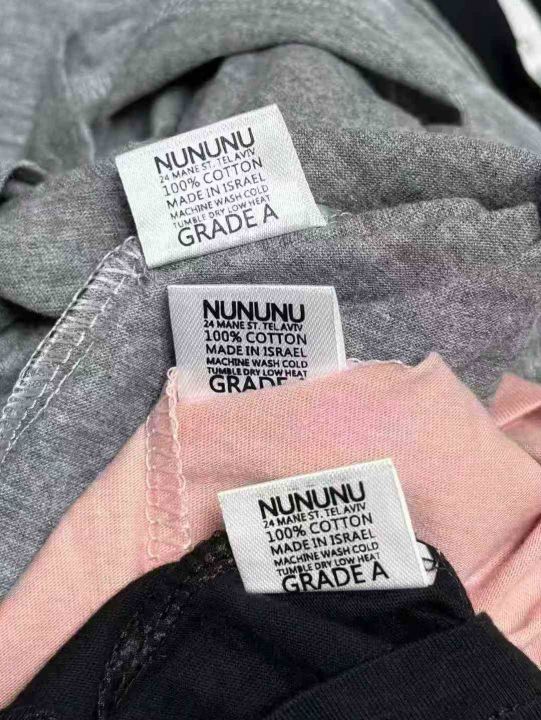 NUNUNU
24 MANE ST. TEL AVIV
100% COTTON
MADE IN ISRAEL
MACHINE WASH COLD
TUMBLE DRY LOW HEAT
GRADE A
NUNUNU
24 MANE ST. TEL AVIV
100% COTTON
MADE IN ISRAEL
MACHINE WASH COLD
TUMBLE DRY LOW HEAT
GRADE A
NUNUNU
24 MANE ST. TEL AVIV
100% COTTON
MADE IN ISRAEL
MACHINE WASH COLD
TUMBLE DRY LOW HEAT
GRADE A